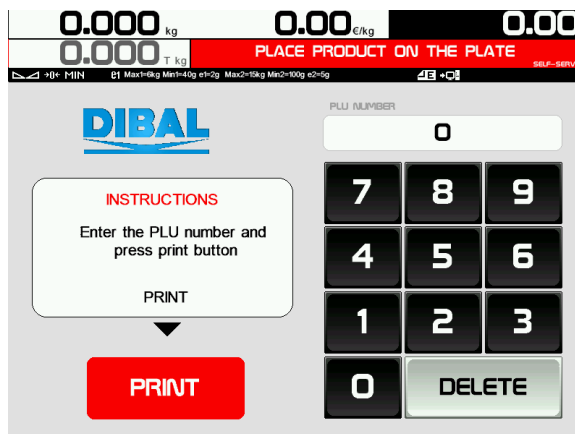 0.000 kg 0.00 €/kg 0.00
0.000 T kg PLACE PRODUCT ON THE PLATE
SELF-SERV
→0← MIN e1 Max1=6kg Min1=40g e1=2g Max2=15kg Min2=100g e2=5g E
DIBAL
PLU NUMBER
0
INSTRUCTIONS
Enter the PLU number and
press print button
PRINT
PRINT
7 8 9
4 5 6
1 2 3
0 DELETE